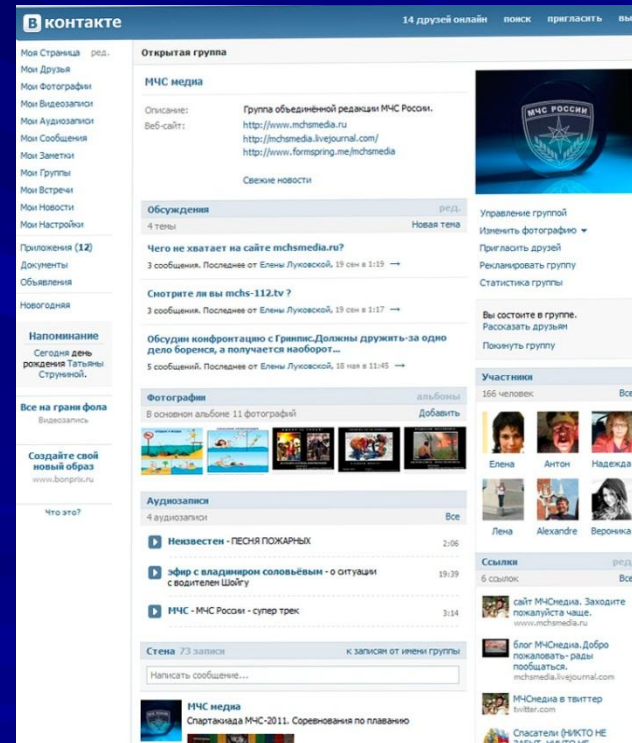 В контакте
14 друзей онлайн поиск пригласить
Моя Страница ред.
Мои Друзья
Мои Фотографии
Мои Видеозаписи
Мои Аудиозаписи
Мои Сообщения
Мои Заметки
Мои Группы
Мои Встречи
Мои Новости
Мои Настройки
Приложения (12)
Документы
Объявления
Новогодняя
Напоминание
Сегодня день
рождения Татьяны
Струниной.
Все на грани фола
Видеозапись
Создайте свой
новый образ
www.bonprix.ru
Что это?
Открытая группа
МЧС медиа
Описание: Группа объединённой редакции МЧС России.
Веб-сайт: http://www.mchsmedia.ru
http://mchsmedia.livejournal.com/
http://www.formspring.me/mchsmedia
Свежие новости
Обсуждения ред.
4 темы Новая тема
Чего не хватает на сайте mchsmedia.ru?
3 сообщения. Последнее от Елены Луковской, 19 сен в 1:19 →
Смотрите ли вы mchs-112.tv ?
3 сообщения. Последнее от Елены Луковской, 19 сен в 1:17 →
Обсудим конфронтацию с Гринпис.Должны дружить-за одно
дело боремся, а получается наоборот...
5 сообщений. Последнее от Елены Луковской, 18 мая в 11:45 →
Фотографии альбомы
В основном альбоме 11 фотографий Добавить
Аудиозаписи
4 аудиозаписи Все
Неизвестен - ПЕСНЯ ПОЖАРНЫХ 2:06
эфир с владимиром соловьёвым - о ситуации
с водителем Шойгу 19:39
МЧС - МЧС России - супер трек 3:14
Стена 73 записи к записям от имени группы
Написать сообщение...
МЧС медиа
Спартакиада МЧС-2011. Соревнования по плаванию
МЧС РОССИИ
Управление группой
Изменить фотографию
Пригласить друзей
Рекламировать группу
Статистика группы
Вы состоите в группе.
Рассказать друзьям
Покинуть группу
Участники
166 человек Все
Елена Антон Надежда
Лена Alexandre Вероника
Ссылки ред.
6 ссылок Все
сайт МЧСмедиа. Заходите
пожалуйста чаще.
www.mchsmedia.ru
блог МЧСмедиа.Добро
пожаловать-рады
пообщаться.
mchsmedia.livejournal.com
МЧСмедиа в твиттер
twitter.com
Спасатели (НИКТО НЕ